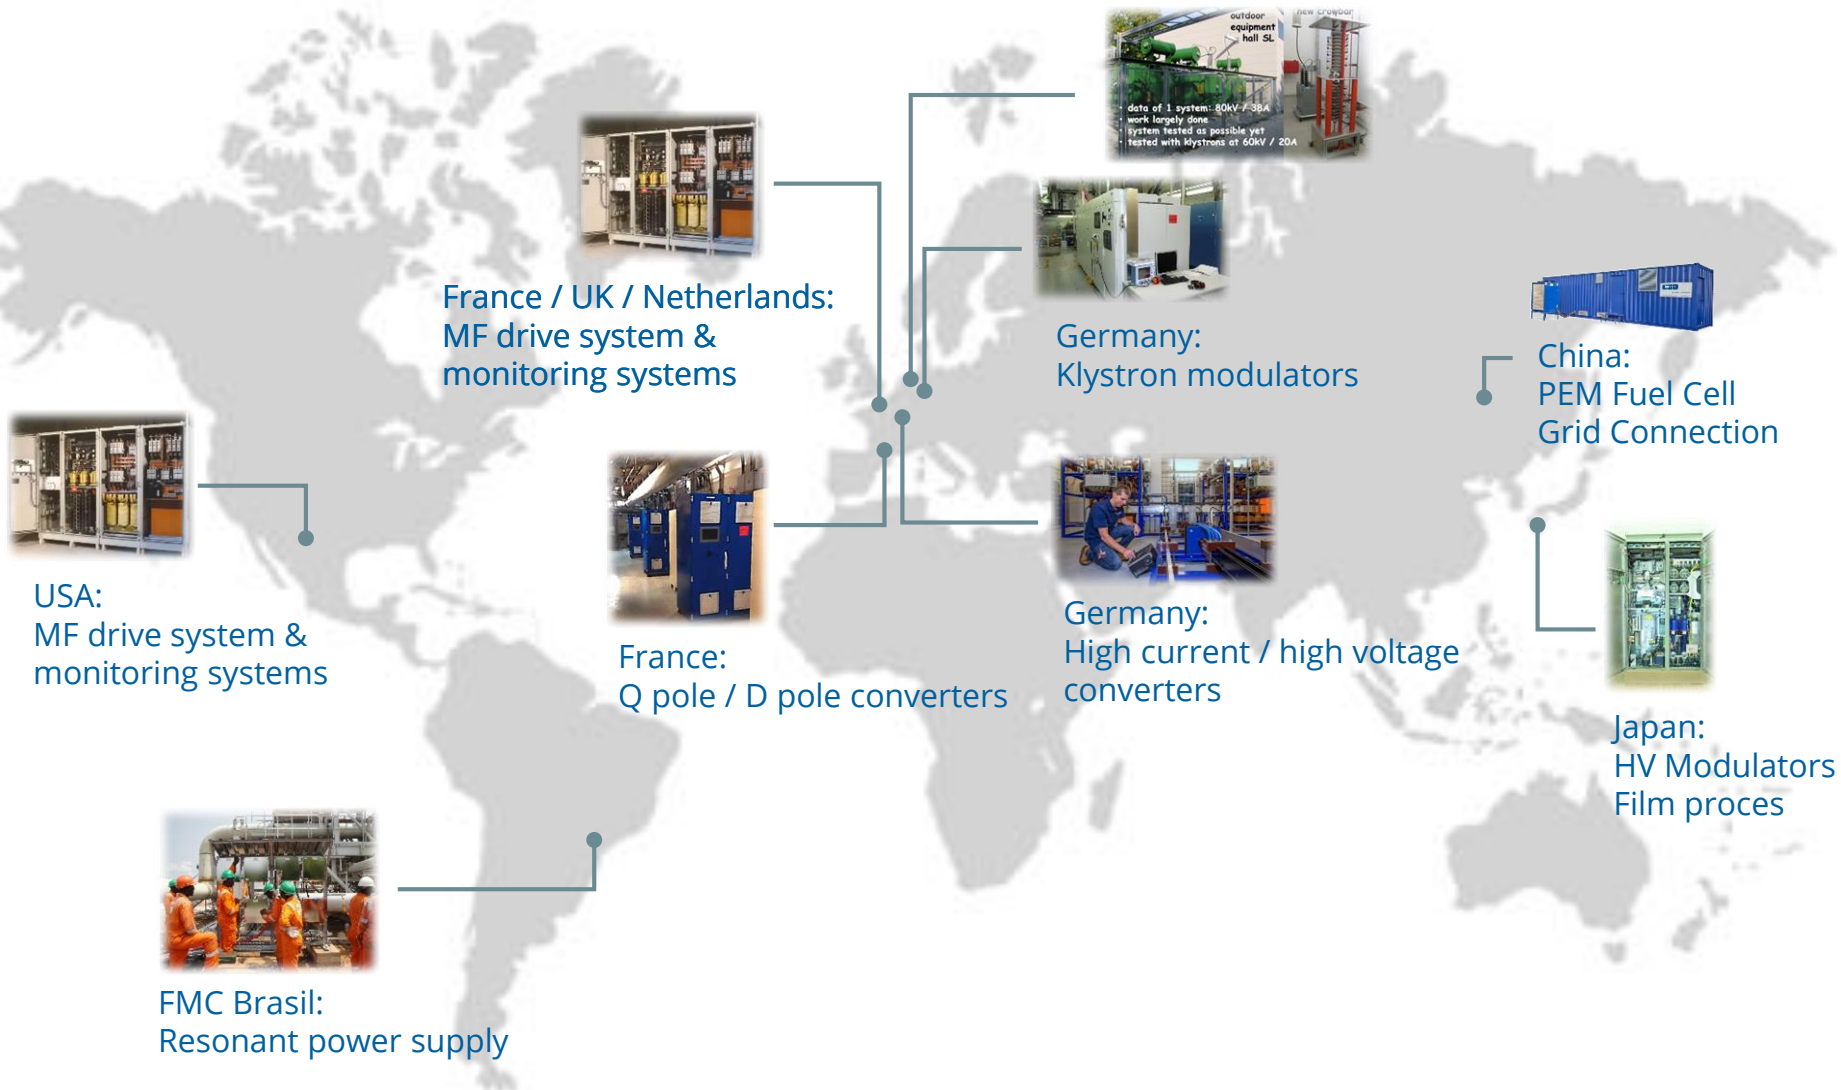 outdoor
equipment
hall SL
new crowbar
• data of 1 system: 80kV / 38A
• work largely done
• system tested as possible yet
• tested with klystrons at 60kV / 20A
France / UK / Netherlands:
MF drive system &
monitoring systems
Germany:
Klystron modulators
China:
PEM Fuel Cell
Grid Connection
USA:
MF drive system &
monitoring systems
France:
Q pole / D pole converters
Germany:
High current / high voltage
converters
Japan:
HV Modulators
Film proces
FMC Brasil:
Resonant power supply